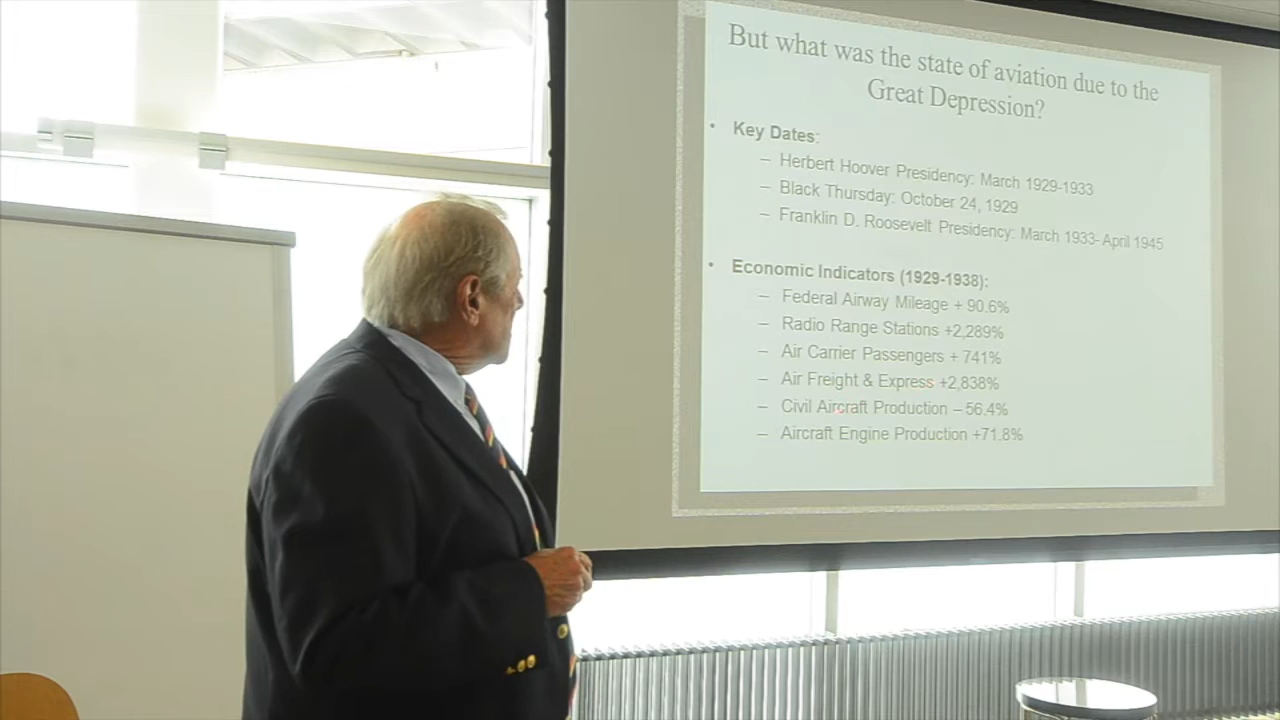 But what was the state of aviation due to the
Great Depression?
• Key Dates:
– Herbert Hoover Presidency: March 1929-1933
– Black Thursday: October 24, 1929
– Franklin D. Roosevelt Presidency: March 1933- April 1945
• Economic Indicators (1929-1938):
– Federal Airway Mileage + 90.6%
– Radio Range Stations +2,289%
– Air Carrier Passengers + 741%
– Air Freight & Express +2,838%
– Civil Aircraft Production – 56.4%
– Aircraft Engine Production +71.8%